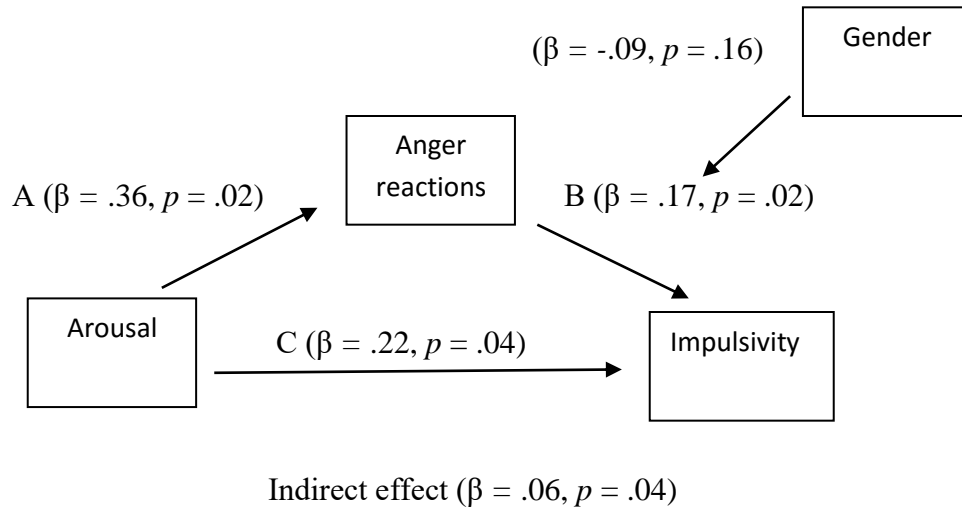 Gender
(β = -.09, p = .16)
Anger
reactions
A (β = .36, p = .02)
B (β = .17, p = .02)
Arousal
C (β = .22, p = .04)
Impulsivity
Indirect effect (β = .06, p = .04)